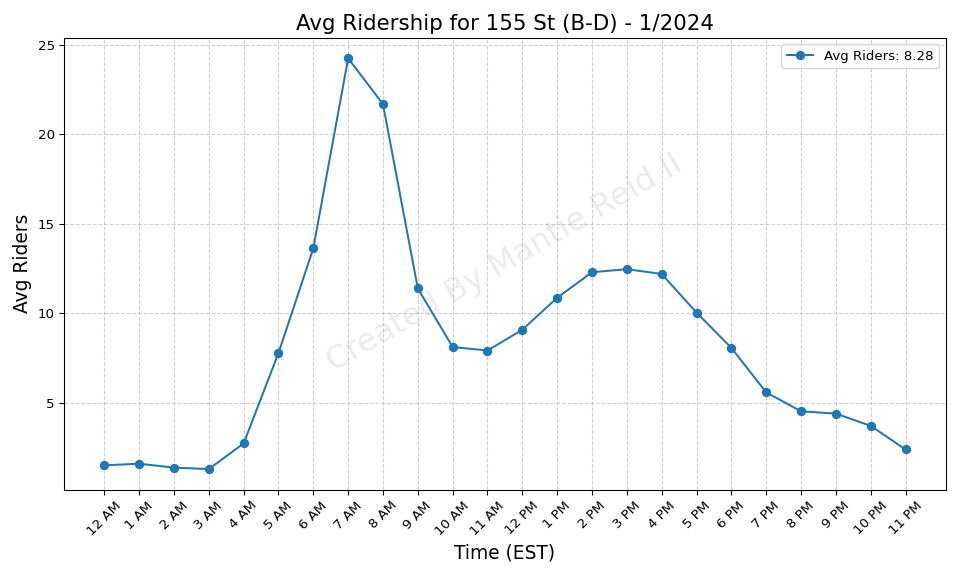 Avg Ridership for 155 St (B-D) - 1/2024
Avg Riders: 8.28
25
20
15
10
5
Avg Riders
Created By Mantie Reid II
12 AM
1 AM
2 AM
3 AM
4 AM
5 AM
6 AM
7 AM
8 AM
9 AM
10 AM
11 AM
12 PM
1 PM
2 PM
3 PM
4 PM
5 PM
6 PM
7 PM
8 PM
9 PM
10 PM
11 PM
Time (EST)